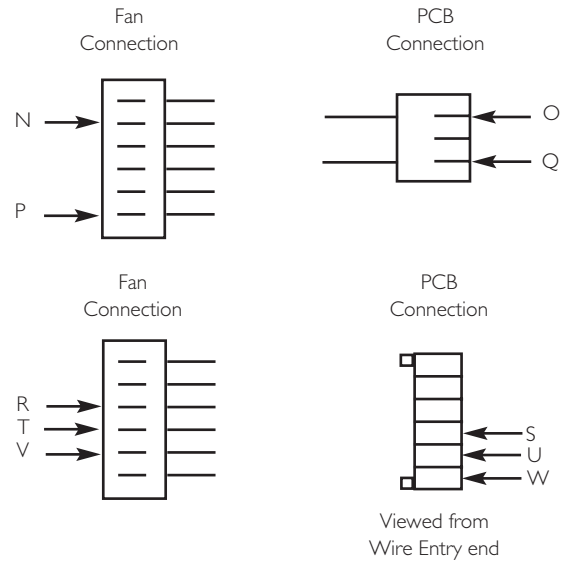 Fan
Connection
PCB
Connection
N
P
O
Q
Fan
Connection
PCB
Connection
R
T
V
S
U
W
Viewed from
Wire Entry end